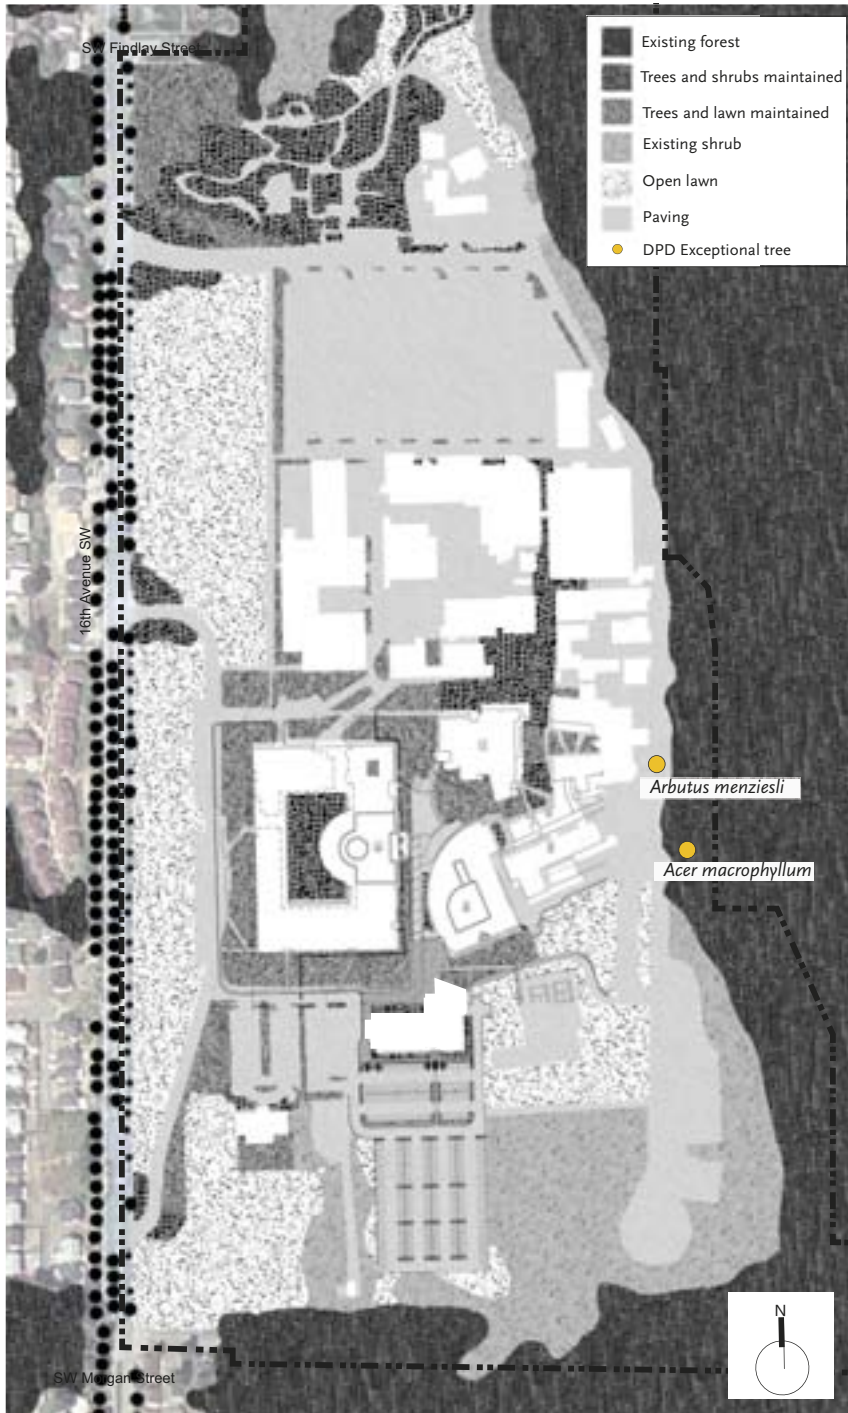 SW Findlay Street
Existing forest
Trees and shrubs maintained
Trees and lawn maintained
Existing shrub
Open lawn
Paving
DPD Exceptional tree
16th Avenue SW
Arbutus menziesli
Acer macrophyllum
N
SW Morgan Street